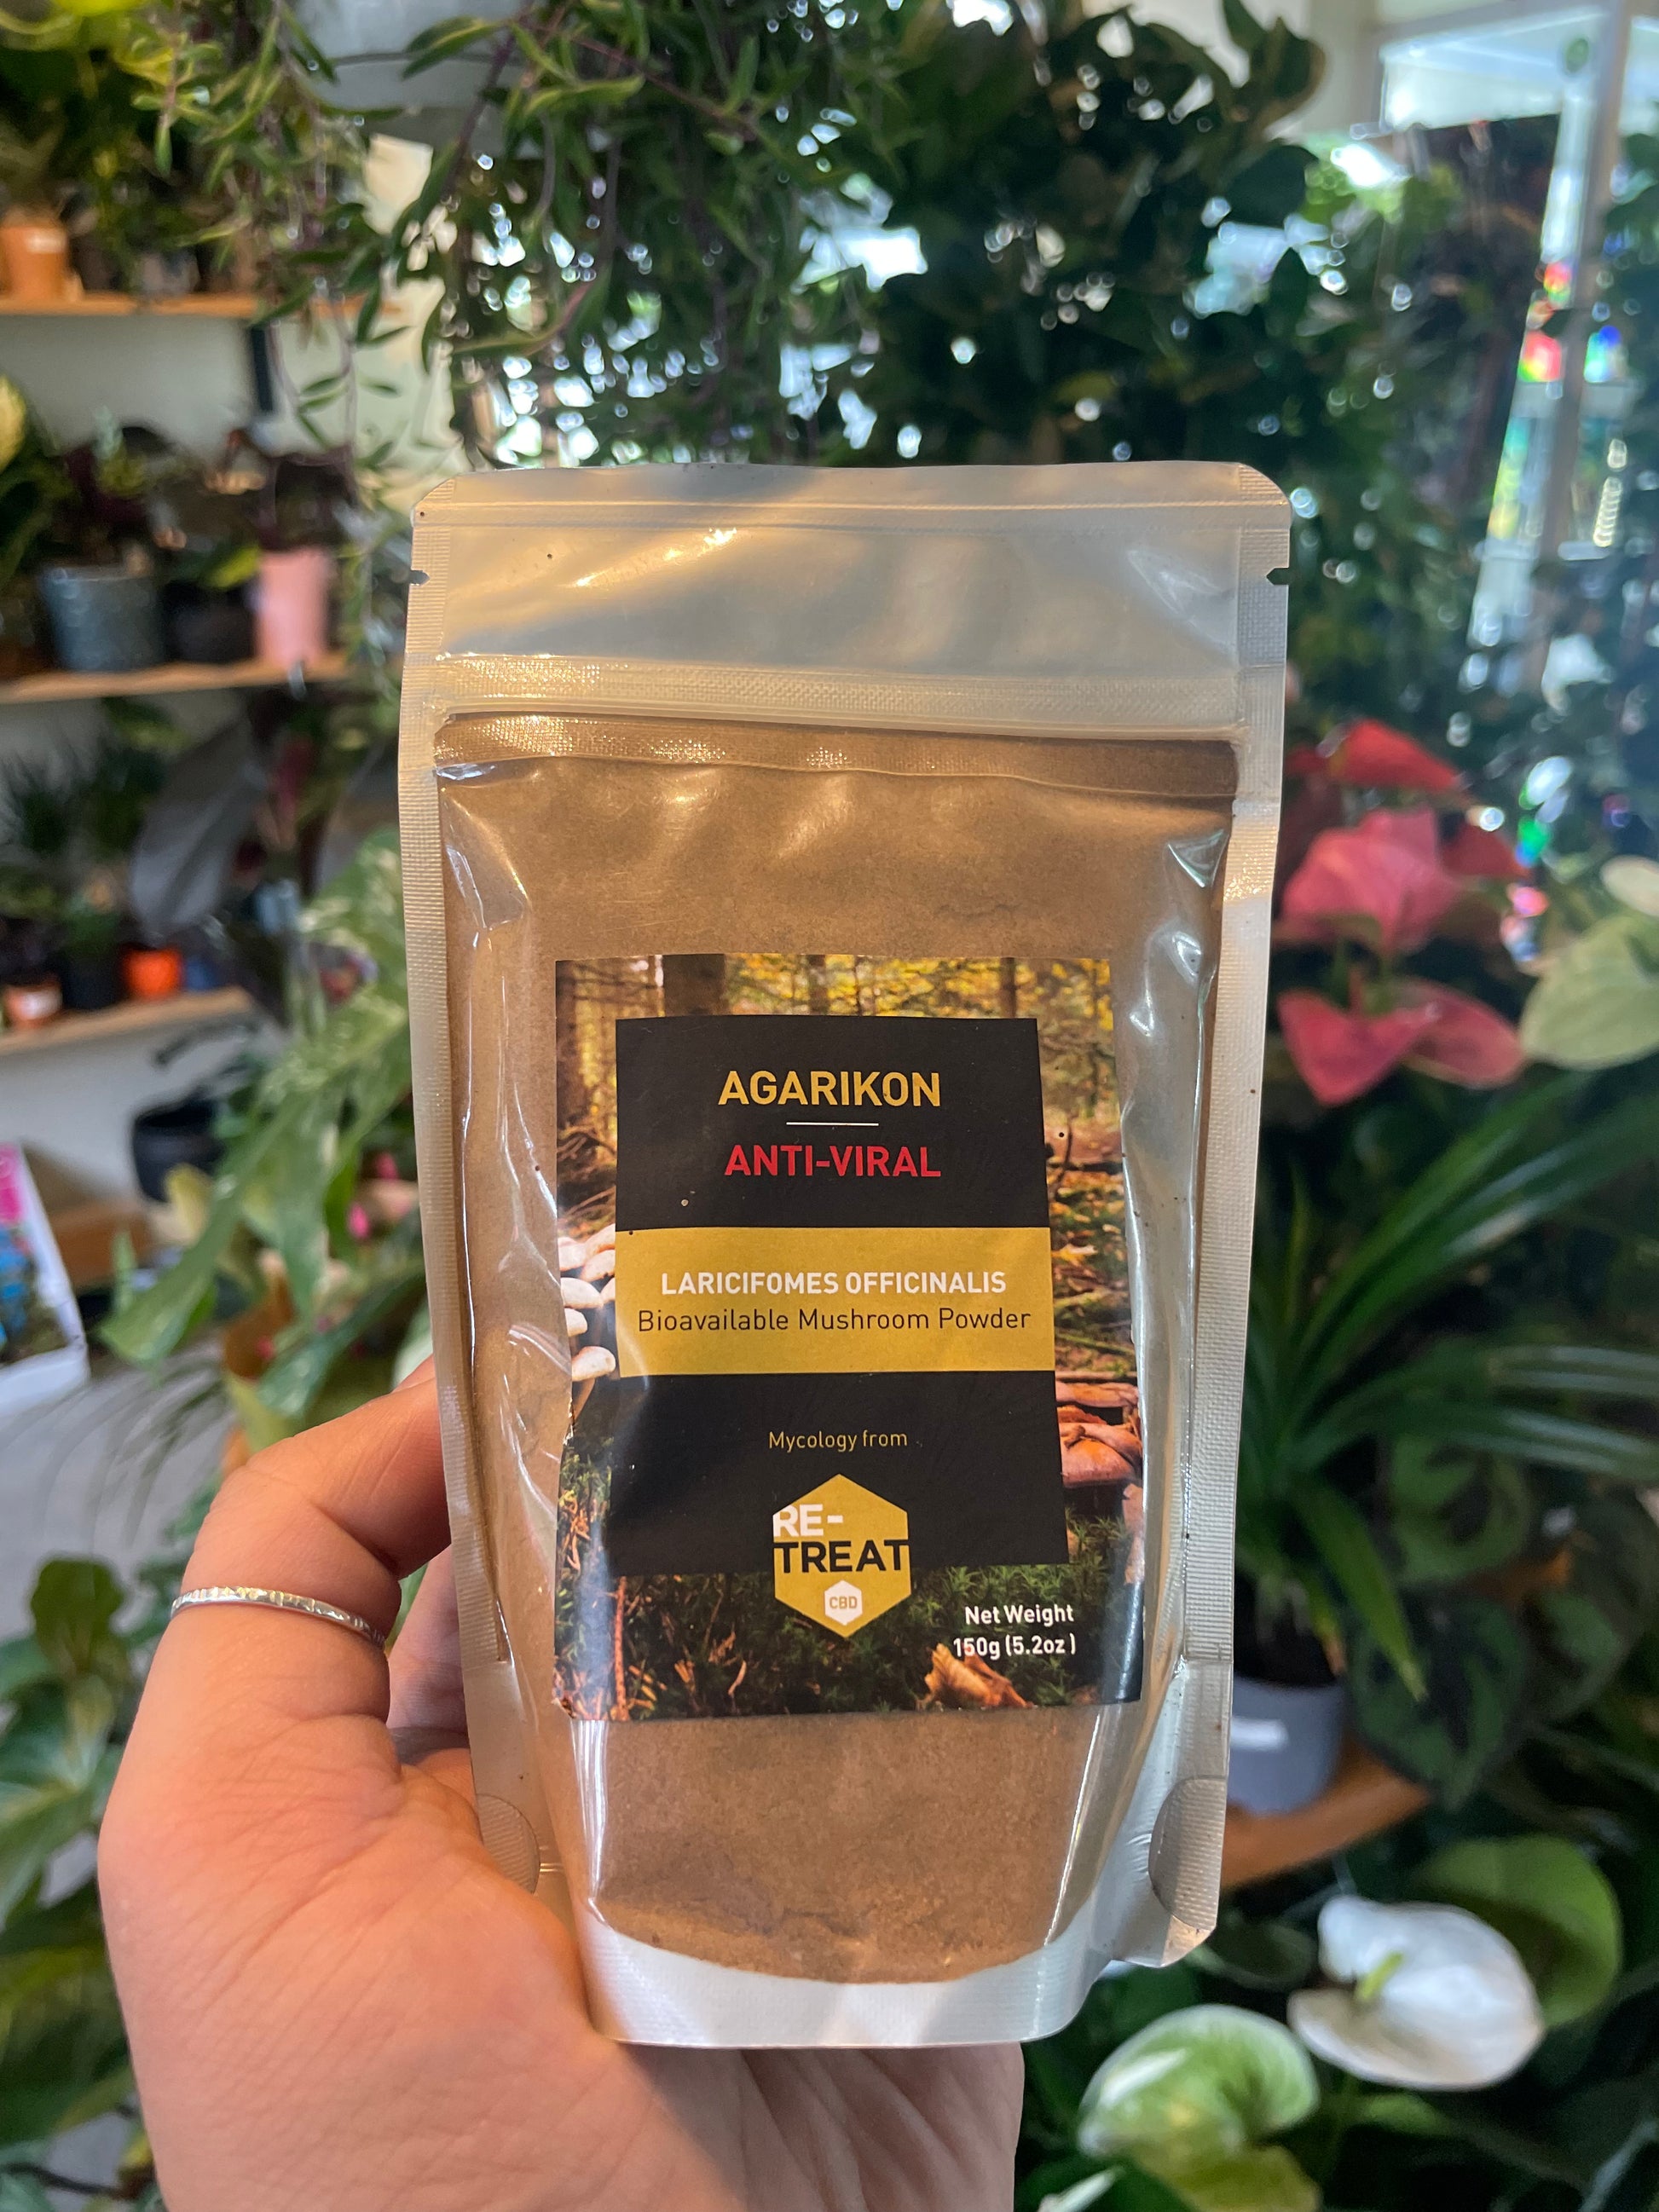 AGARIKON
ANTI-VIRAL
LARICIFOMES OFFICINALIS
Bioavailable Mushroom Powder
Mycology from
RE-
TREAT
CBD
Net Weight
150g (5.2oz )